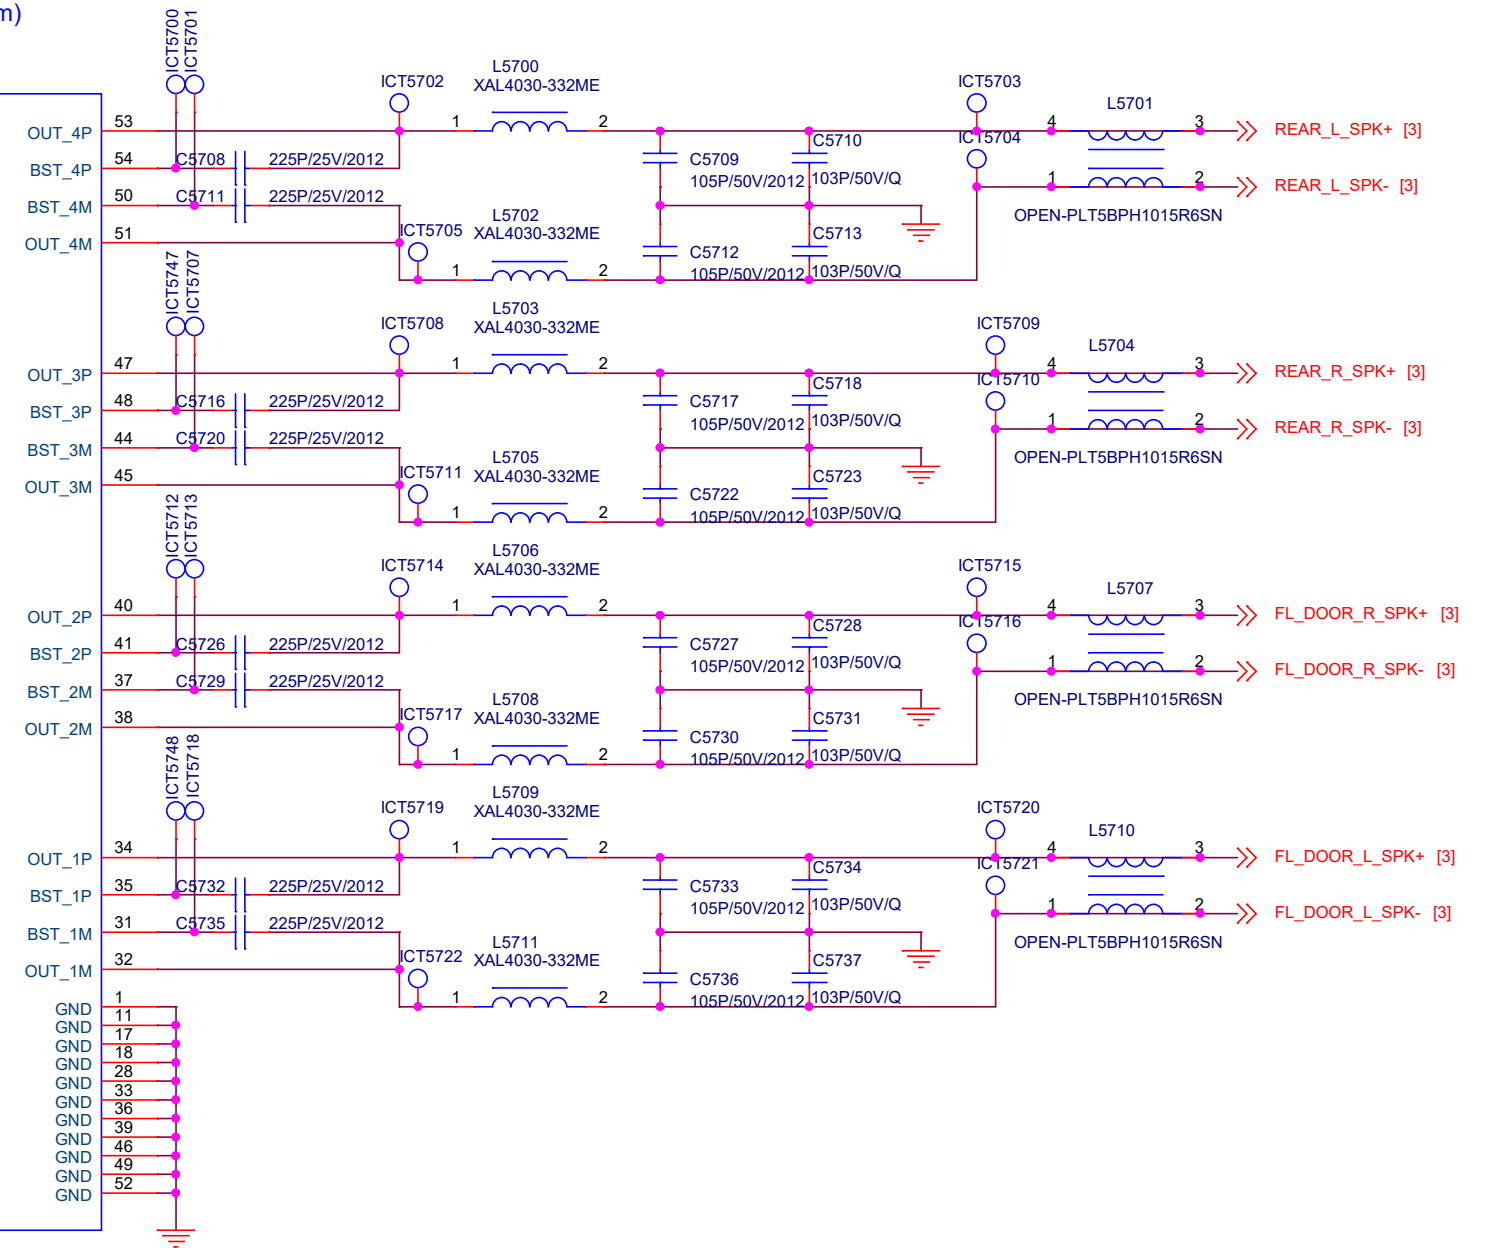 m)
ICT5700
ICT5701
ICT5702
L5700
XAL4030-332ME
ICT5703
L5701
OUT_4P 53
1 2
C5710
ICT5704
4 3
REAR_L_SPK+ [3]
BST_4P 54
C5708 225P/25V/2012
C5709
105P/50V/2012
103P/50V/Q
1 2
REAR_L_SPK- [3]
BST_4M 50
C5711 225P/25V/2012
OPEN-PLT5BPH1015R6SN
OUT_4M 51
ICT5705
L5702
XAL4030-332ME
C5712
105P/50V/2012
C5713
103P/50V/Q
1 2
ICT5747
ICT5707
ICT5708
L5703
XAL4030-332ME
ICT5709
L5704
OUT_3P 47
1 2
C5718
ICT5710
4 3
REAR_R_SPK+ [3]
BST_3P 48
C5716 225P/25V/2012
C5717
105P/50V/2012
103P/50V/Q
1 2
REAR_R_SPK- [3]
BST_3M 44
C5720 225P/25V/2012
OPEN-PLT5BPH1015R6SN
OUT_3M 45
ICT5711
L5705
XAL4030-332ME
C5722
105P/50V/2012
C5723
103P/50V/Q
1 2
ICT5712
ICT5713
ICT5714
L5706
XAL4030-332ME
ICT5715
L5707
OUT_2P 40
1 2
C5728
ICT5716
4 3
FL_DOOR_R_SPK+ [3]
BST_2P 41
C5726 225P/25V/2012
C5727
105P/50V/2012
103P/50V/Q
1 2
FL_DOOR_R_SPK- [3]
BST_2M 37
C5729 225P/25V/2012
OPEN-PLT5BPH1015R6SN
OUT_2M 38
ICT5717
L5708
XAL4030-332ME
C5730
105P/50V/2012
C5731
103P/50V/Q
1 2
ICT5748
ICT5718
ICT5719
L5709
XAL4030-332ME
ICT5720
L5710
OUT_1P 34
1 2
C5734
ICT5721
4 3
FL_DOOR_L_SPK+ [3]
BST_1P 35
C5732 225P/25V/2012
C5733
105P/50V/2012
103P/50V/Q
1 2
FL_DOOR_L_SPK- [3]
BST_1M 31
C5735 225P/25V/2012
OPEN-PLT5BPH1015R6SN
OUT_1M 32
ICT5722
L5711
XAL4030-332ME
C5736
105P/50V/2012
C5737
103P/50V/Q
1 2
GND 1
GND 11
GND 17
GND 18
GND 28
GND 33
GND 36
GND 39
GND 46
GND 49
GND 52